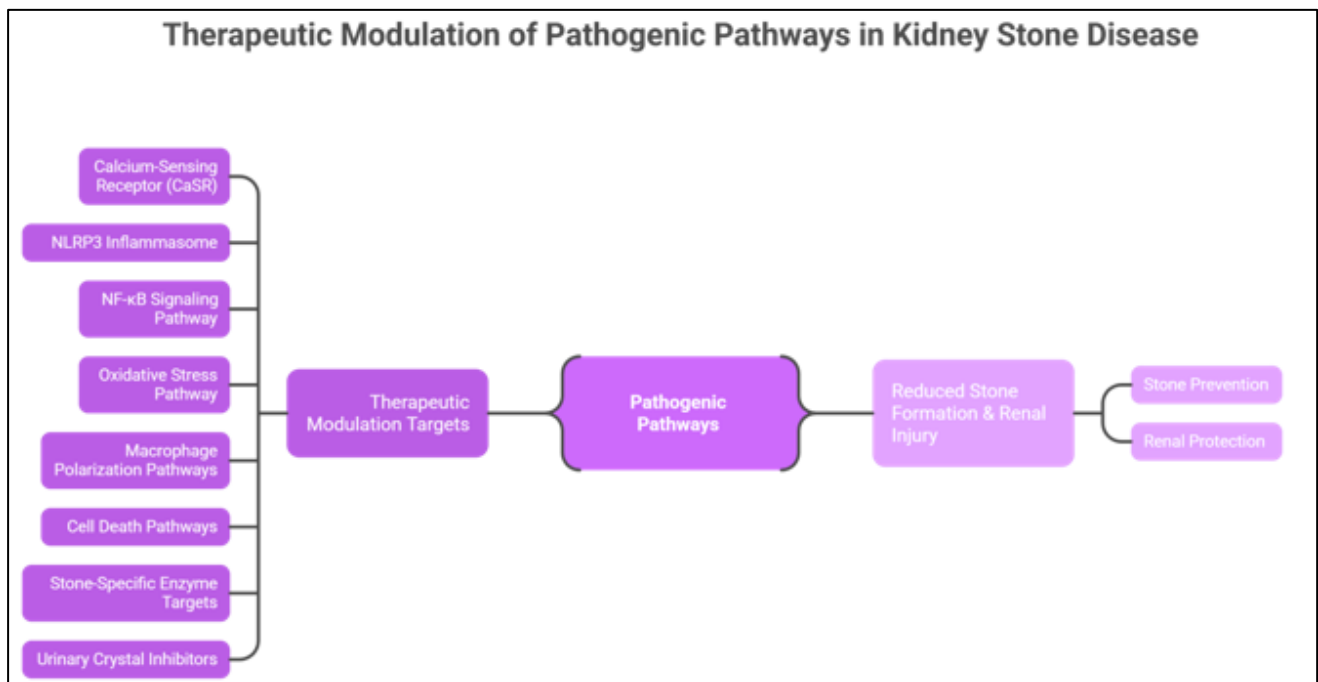 Therapeutic Modulation of Pathogenic Pathways in Kidney Stone Disease
Calcium-Sensing
Receptor (CaSR)
NLRP3 Inflammasome
NF-κB Signaling
Pathway
Oxidative Stress
Pathway
Macrophage
Polarization Pathways
Cell Death Pathways
Stone-Specific Enzyme
Targets
Urinary Crystal Inhibitors
Therapeutic
Modulation Targets
Pathogenic
Pathways
Reduced Stone
Formation & Renal
Injury
Stone Prevention
Renal Protection